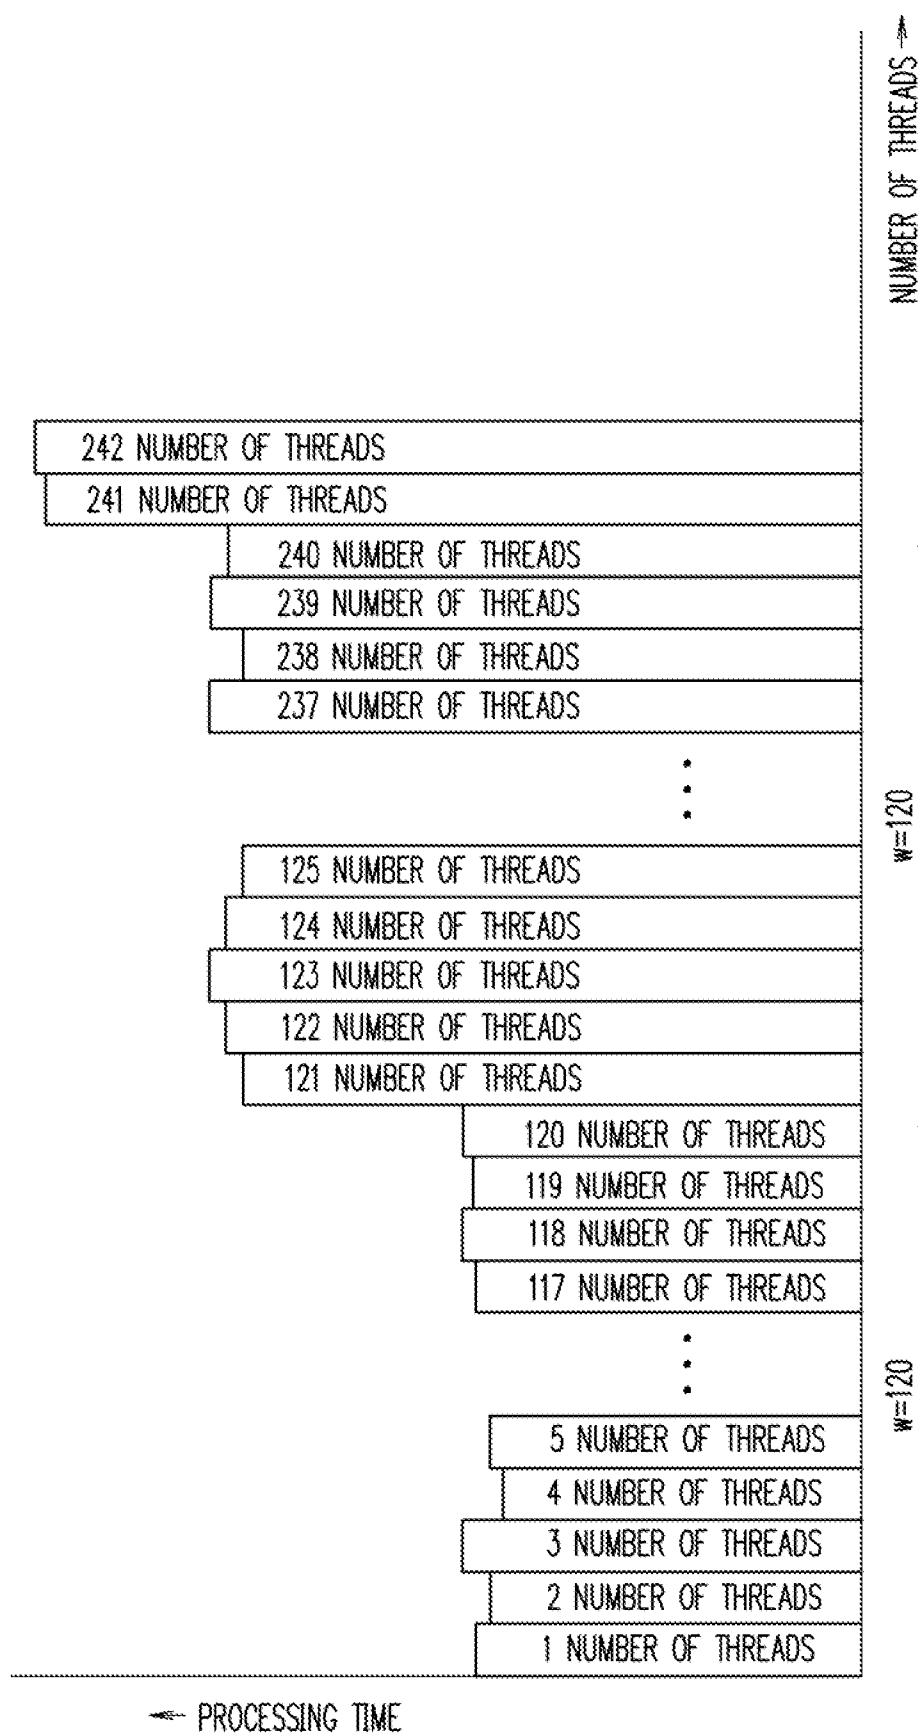 NUMBER OF THREADS
242 NUMBER OF THREADS
241 NUMBER OF THREADS
240 NUMBER OF THREADS
239 NUMBER OF THREADS
238 NUMBER OF THREADS
237 NUMBER OF THREADS
w=120
125 NUMBER OF THREADS
124 NUMBER OF THREADS
123 NUMBER OF THREADS
122 NUMBER OF THREADS
121 NUMBER OF THREADS
120 NUMBER OF THREADS
119 NUMBER OF THREADS
118 NUMBER OF THREADS
117 NUMBER OF THREADS
w=120
5 NUMBER OF THREADS
4 NUMBER OF THREADS
3 NUMBER OF THREADS
2 NUMBER OF THREADS
1 NUMBER OF THREADS
PROCESSING TIME